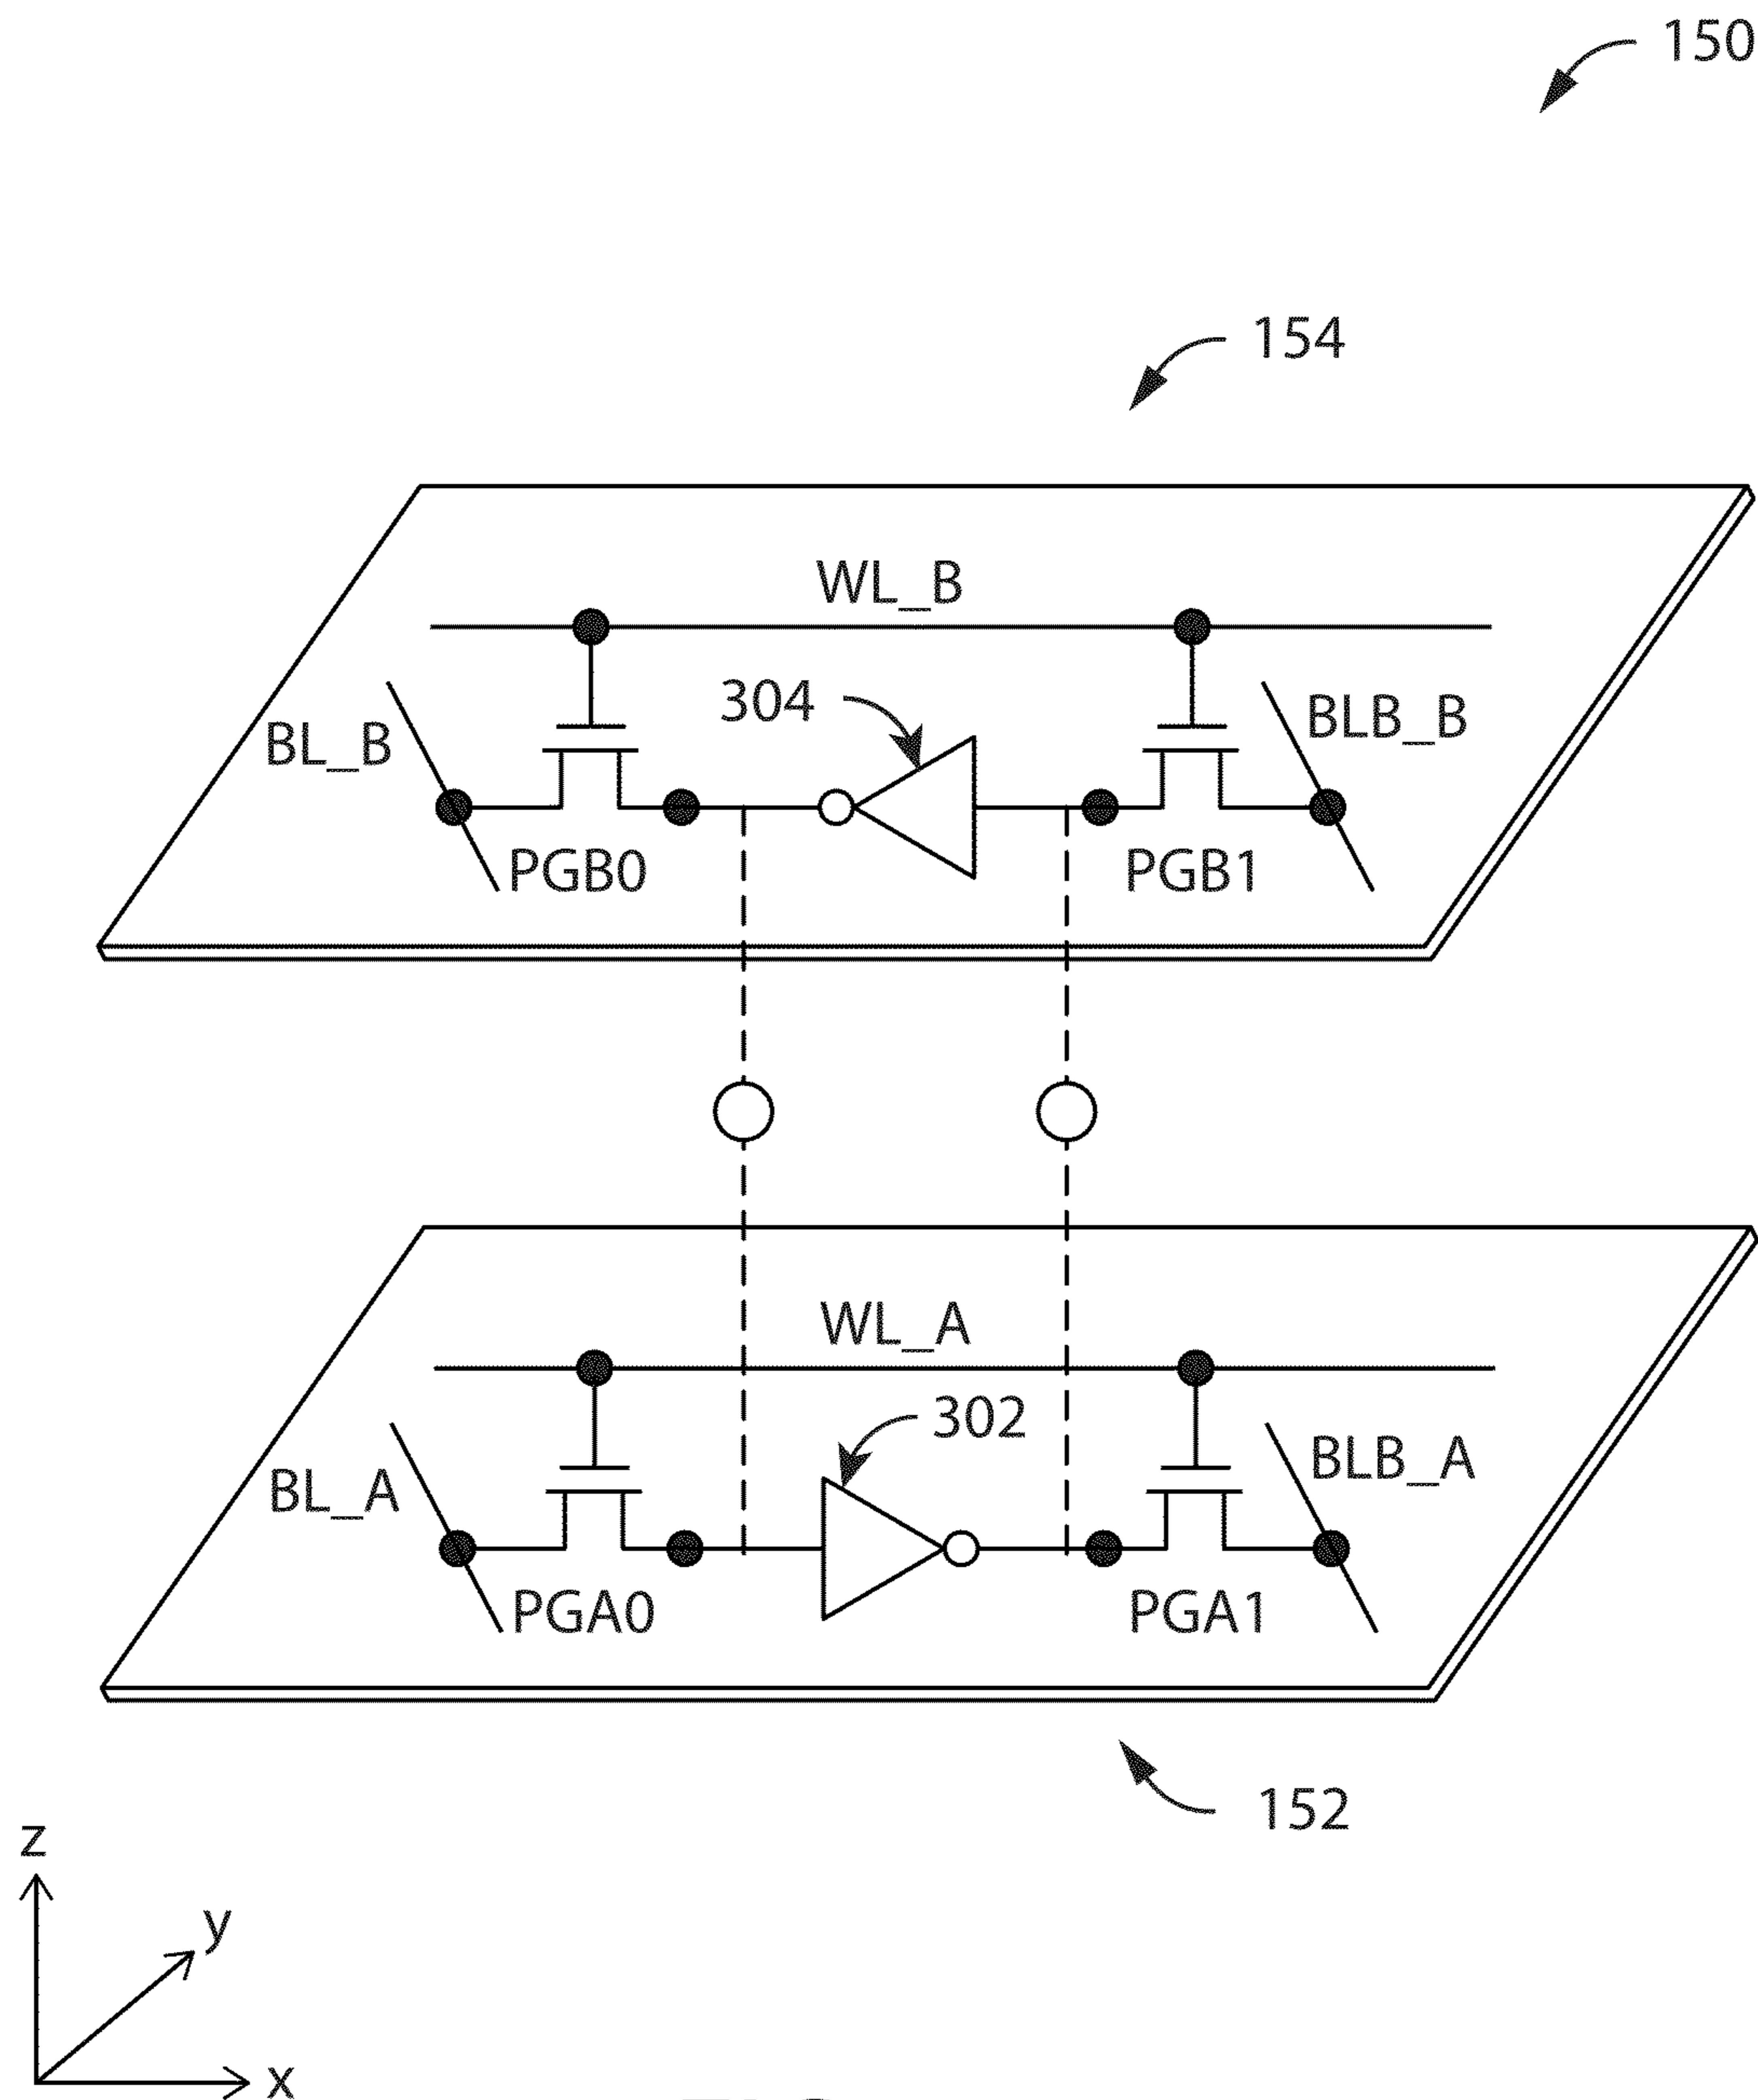 150
154
WL_B
304
BL_B
BLB_B
PGB0
PGB1
WL_A
302
BL_A
BLB_A
PGA0
PGA1
152
z
y
x